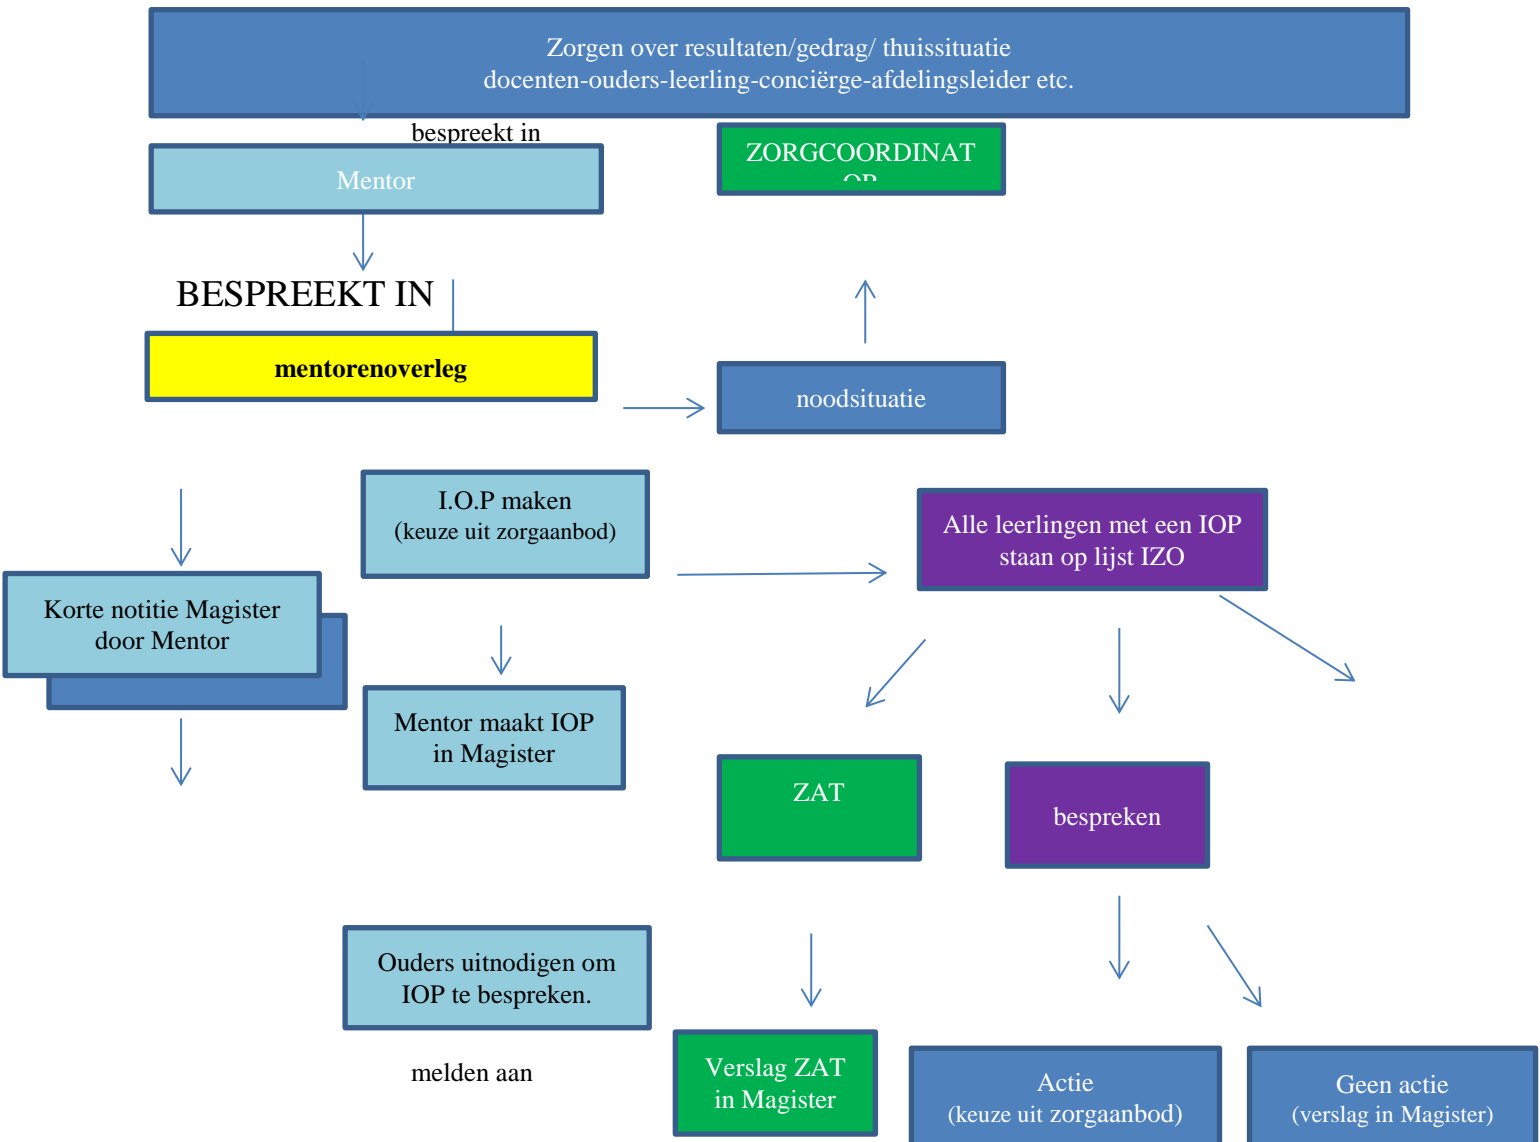 Zorgen over resultaten/gedrag/ thuissituatie
docenten-ouders-leerling-conciërge-afdelingsleider etc.
bespreekt in
ZORGCOORDINAT
OR
Mentor
BESPREEKT IN
mentorenoverleg
noodsituatie
I.O.P maken
(keuze uit zorgaanbod)
Alle leerlingen met een IOP
staan op lijst IZO
Korte notitie Magister
door Mentor
Mentor maakt IOP
in Magister
ZAT
bespreken
Ouders uitnodigen om
IOP te bespreken.
melden aan
Verslag ZAT
in Magister
Actie
(keuze uit zorgaanbod)
Geen actie
(verslag in Magister)